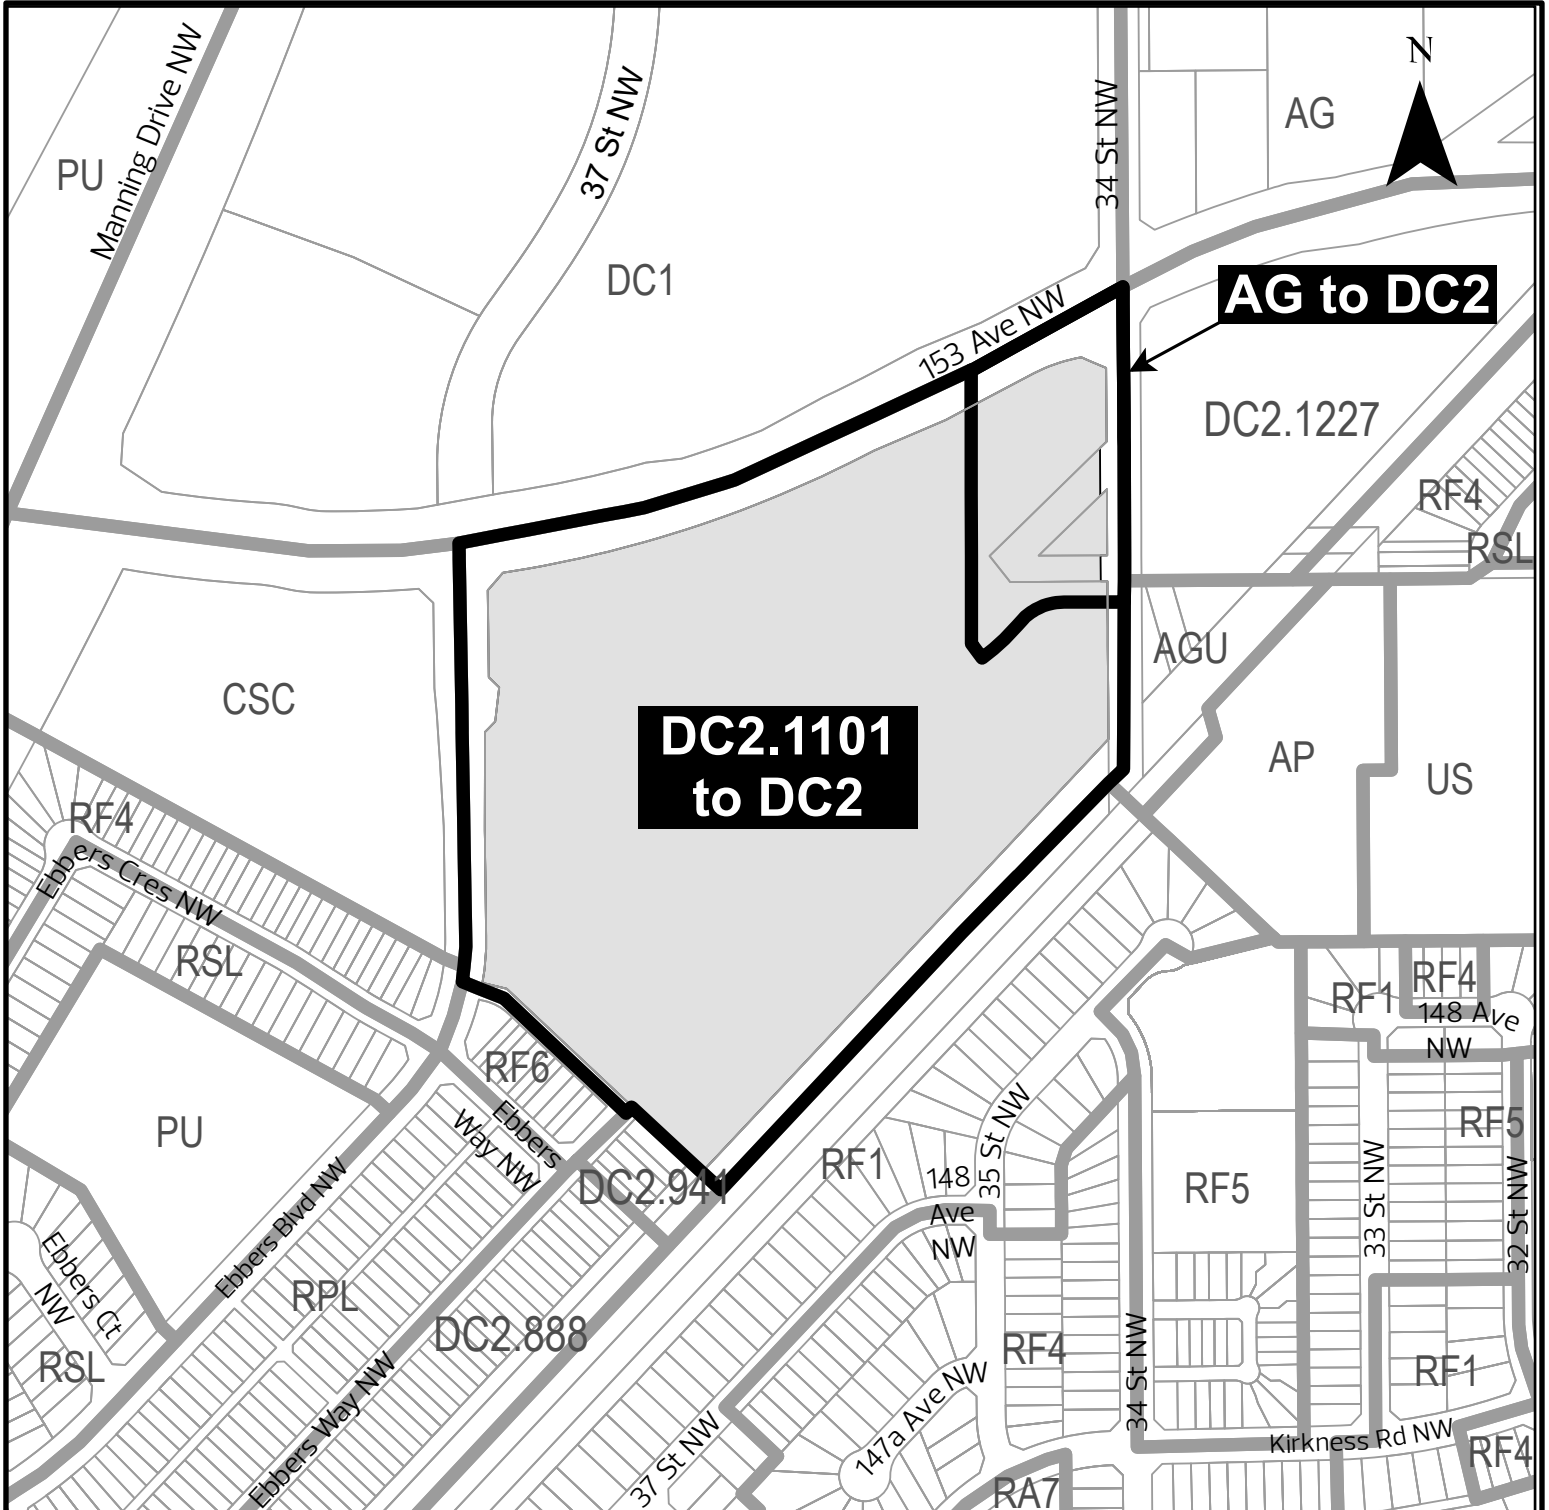 N
AG
PU
Manning Drive NW
37 St NW
34 St NW
DC1
AG to DC2
153 Ave NW
DC2.1227
RF4
RSL
CSC
AGU
DC2.1101
to DC2
AP
US
RF4
Ebbers Cres NW
RSL
RF1
RF4
148 Ave
NW
RF6
Ebbers
Way NW
35 St NW
RF5
PU
DC2.941
RF1
148
Ave
NW
RF5
33 St NW
32 St NW
Ebbers Blvd NW
Ebbers Ct
NW
RPL
DC2.888
RSL
RF4
34 St NW
RF1
Ebbers Way NW
37 St NW
147a Ave NW
Kirkness Rd NW
RF4
RA7